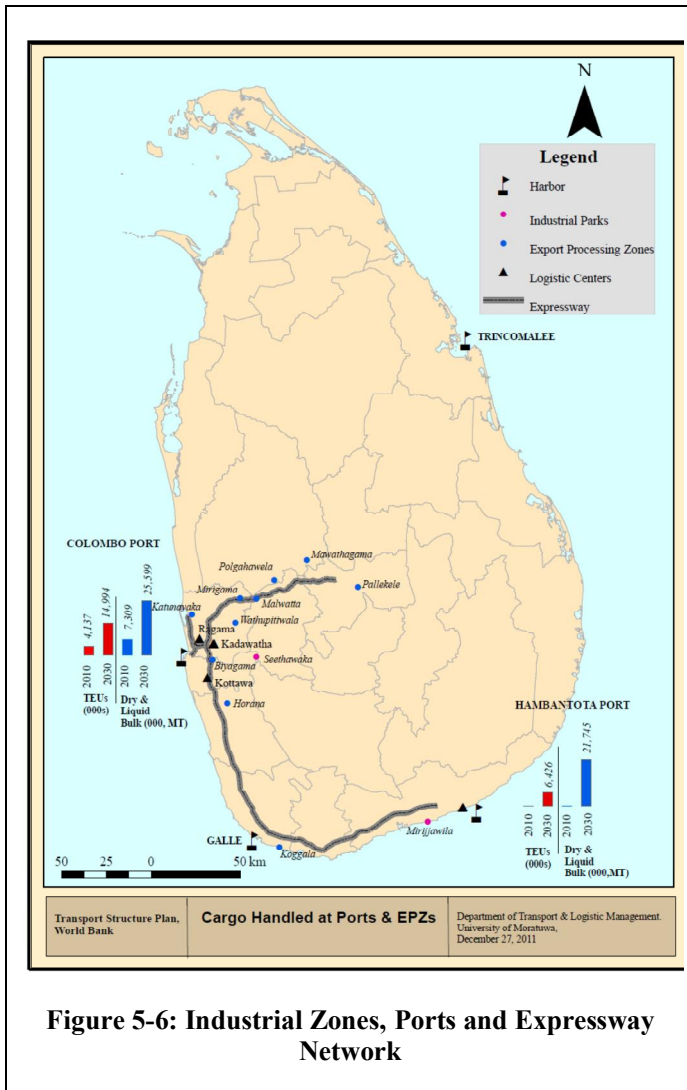 N
Legend
Harbor
Industrial Parks
Export Processing Zones
Logistic Centers
Expressway
TRINCOMALEE
COLOMBO PORT
4,137
14,994
7,309
25,599
2010
2030
2010
2030
TEUs
(000s)
Dry &
Liquid
Bulk (000, MT)
Mawathagama
Polgahawela
Pallekele
Mirigama
Malwatta
Katunayaka
Wathupittwala
Ragama
Kadawatha
Seethawaka
Biyagama
Kottawa
Horana
HAMBANTOTA PORT
6,426
21,745
2010
2030
2010
2030
TEUs
(000s)
Dry &
Liquid
Bulk (000,MT)
Mirijjawila
GALLE
Koggala
50 25 0 50 km
Transport Structure Plan,
World Bank
Cargo Handled at Ports & EPZs
Department of Transport & Logistic Management.
University of Moratuwa,
December 27, 2011
Figure 5-6: Industrial Zones, Ports and Expressway
Network